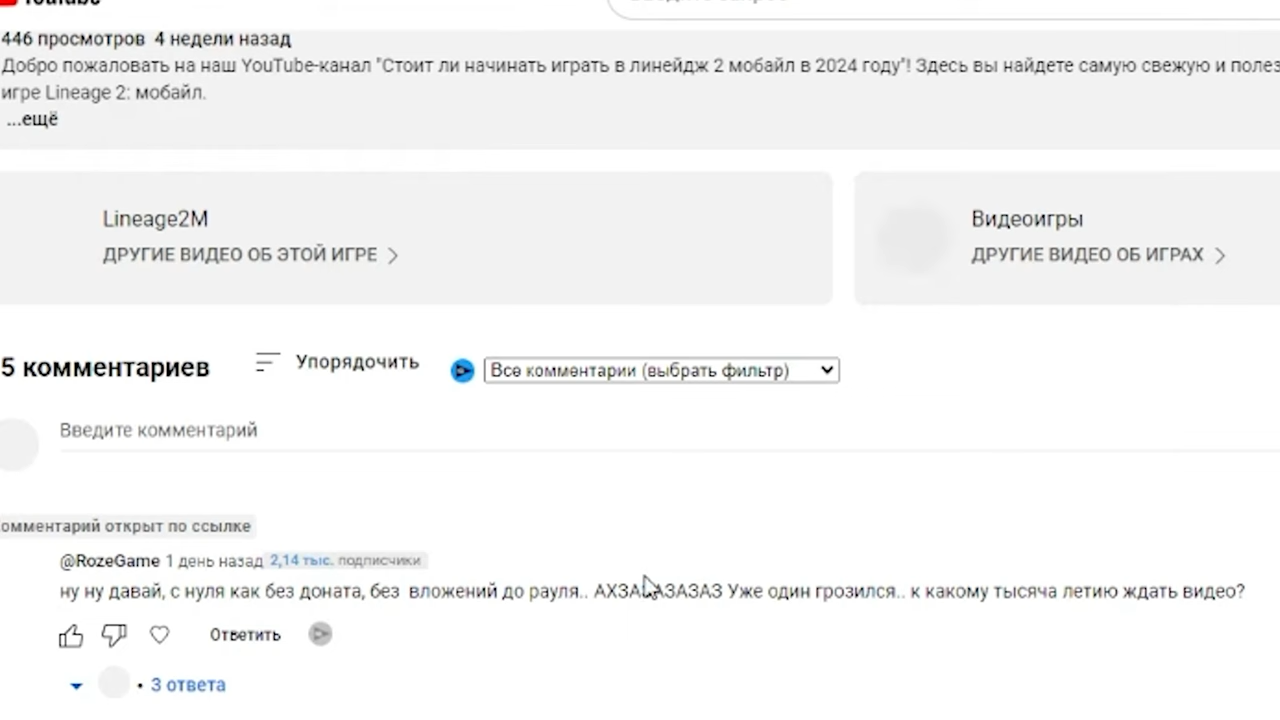 YouTube
446 просмотров 4 недели назад
Добро пожаловать на наш YouTube-канал "Стоит ли начинать играть в линейдж 2 мобайл в 2024 году"! Здесь вы найдете самую свежую и полез
игре Lineage 2: мобайл.
...ещё
Lineage2M
ДРУГИЕ ВИДЕО ОБ ЭТОЙ ИГРЕ
Видеоигры
ДРУГИЕ ВИДЕО ОБ ИГРАХ
5 комментариев
Упорядочить
Все комментарии (выбрать фильтр)
Введите комментарий
омментарий открыт по ссылке
@RozeGame 1 день назад 2,14 тыс. подписчики
ну ну давай, с нуля как без доната, без вложений до рауля.. Уже один грозился.. к какому тысяча летию ждать видео?
Ответить
• 3 ответа